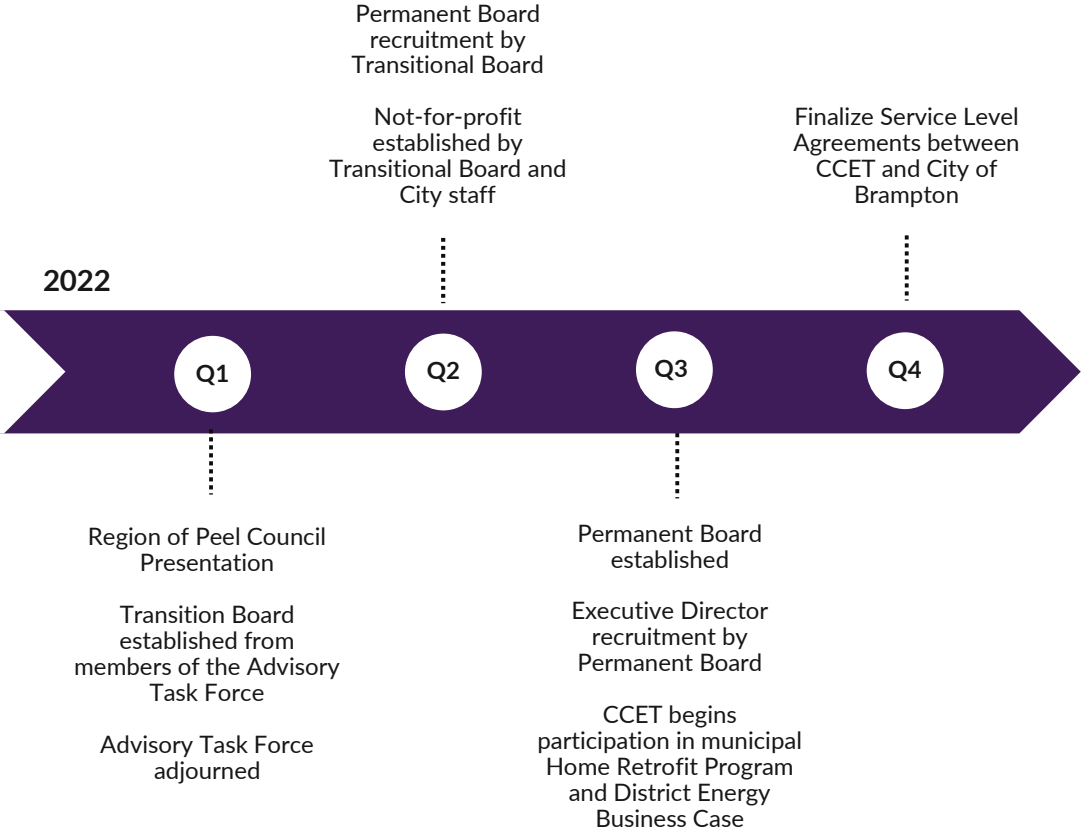 Permanent Board
recruitment by
Transitional Board
Not-for-profit
established by
Transitional Board and
City staff
Finalize Service Level
Agreements between
CCET and City of
Brampton
2022
Q1
Q2
Q3
Q4
Region of Peel Council
Presentation
Transition Board
established from
members of the Advisory
Task Force
Advisory Task Force
adjourned
Permanent Board
established
Executive Director
recruitment by
Permanent Board
CCET begins
participation in municipal
Home Retrofit Program
and District Energy
Business Case